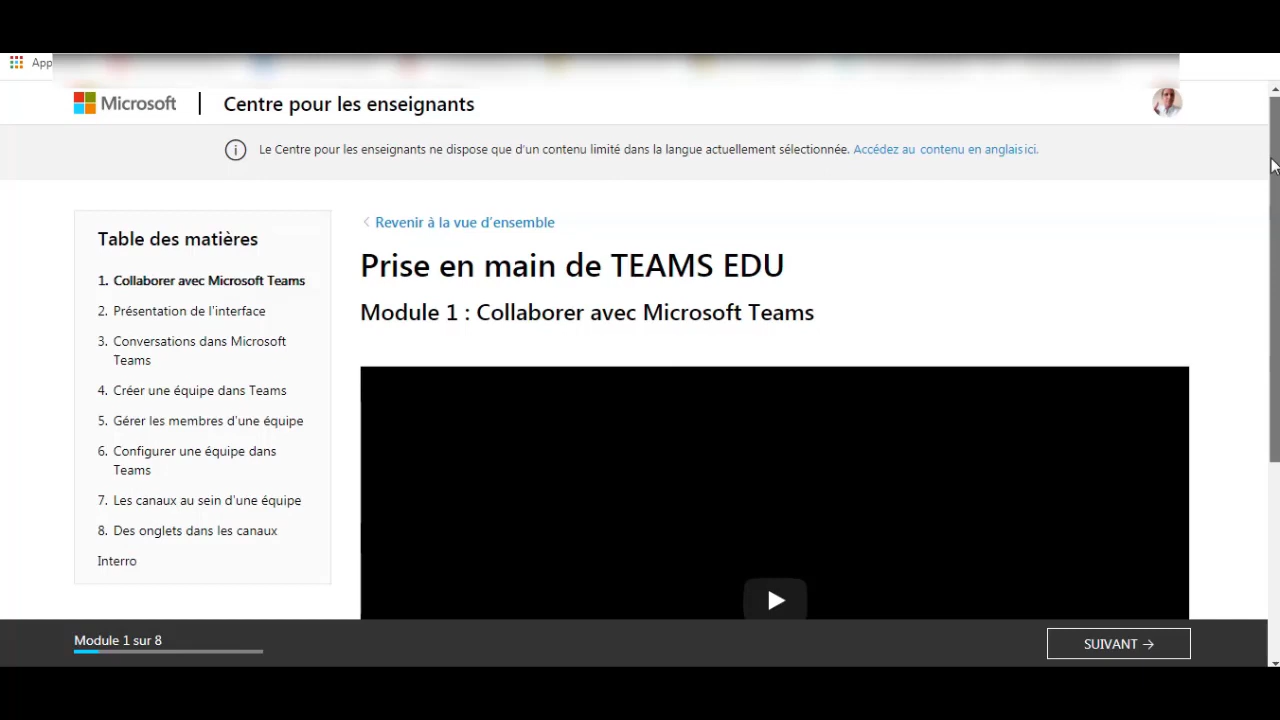 App
Microsoft | Centre pour les enseignants
Le Centre pour les enseignants ne dispose que d'un contenu limité dans la langue actuellement sélectionnée. Accédez au contenu en anglais ici.
Table des matières
1. Collaborer avec Microsoft Teams
2. Présentation de l'interface
3. Conversations dans Microsoft
Teams
4. Créer une équipe dans Teams
5. Gérer les membres d'une équipe
6. Configurer une équipe dans
Teams
7. Les canaux au sein d'une équipe
8. Des onglets dans les canaux
Interro
Revenir à la vue d'ensemble
Prise en main de TEAMS EDU
Module 1 : Collaborer avec Microsoft Teams
Module 1 sur 8
SUIVANT →